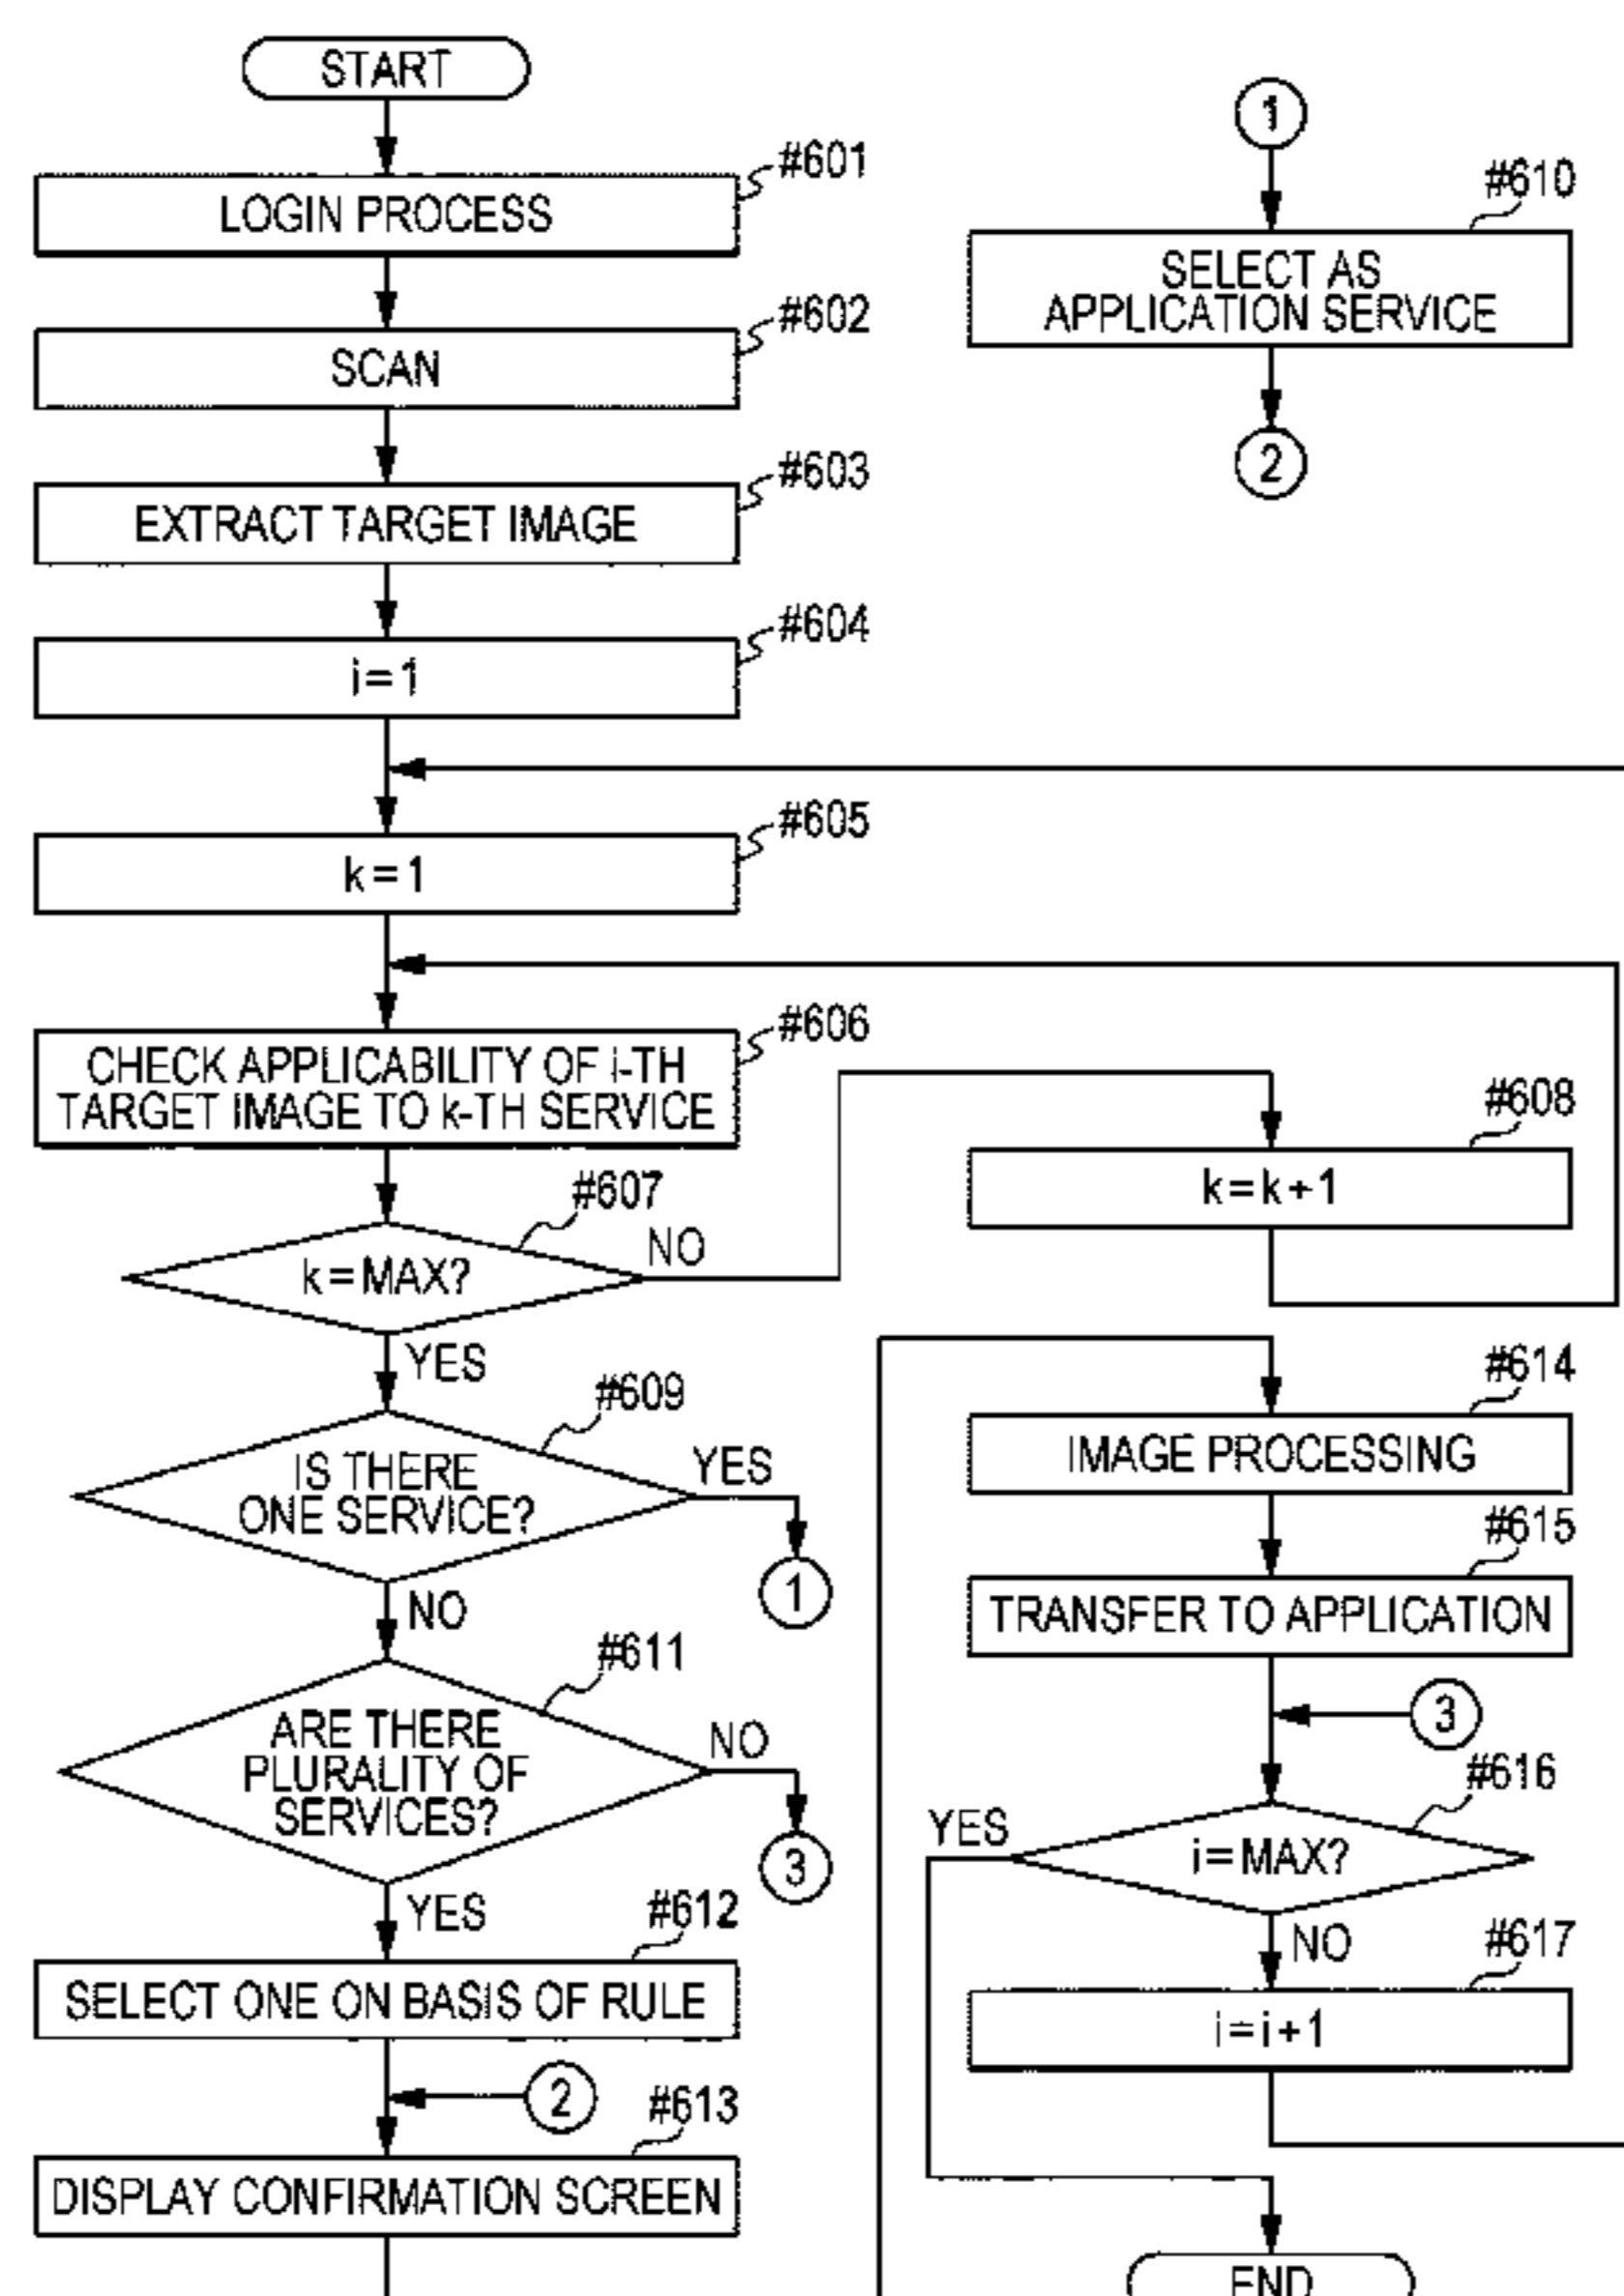 START
#601
LOGIN PROCESS
#602
SCAN
#603
EXTRACT TARGET IMAGE
#604
i=1
#605
k=1
#606
CHECK APPLICABILITY OF i-TH
TARGET IMAGE TO k-TH SERVICE
#607
k=MAX?
NO
YES
#609
IS THERE
ONE SERVICE?
YES
1
NO
#611
ARE THERE
PLURALITY OF
SERVICES?
NO
3
YES
#612
SELECT ONE ON BASIS OF RULE
2
#613
DISPLAY CONFIRMATION SCREEN
1
#610
SELECT AS
APPLICATION SERVICE
2
#608
k=k+1
#614
IMAGE PROCESSING
#615
TRANSFER TO APPLICATION
3
#616
i=MAX?
YES
NO
#617
i=i+1
END